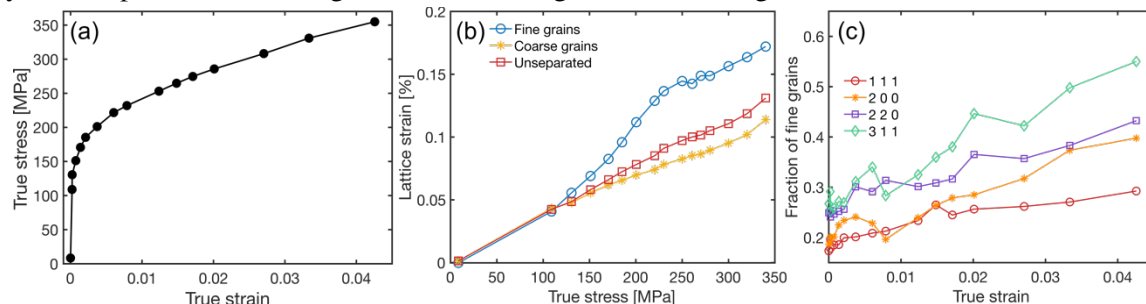 (a)
350
300
250
200
150
100
50
0
True stress [MPa]
0
0.01
0.02
0.03
0.04
True strain
(b)
0.2
0.15
0.1
0.05
0
Lattice strain [%]
Fine grains
Coarse grains
Unseparated
0 50 100 150 200 250 300 350
True stress [MPa]
(c)
0.6
0.5
0.4
0.3
0.2
Fraction of fine grains
1 1 1
2 0 0
2 2 0
3 1 1
0 0.01 0.02 0.03 0.04
True strain